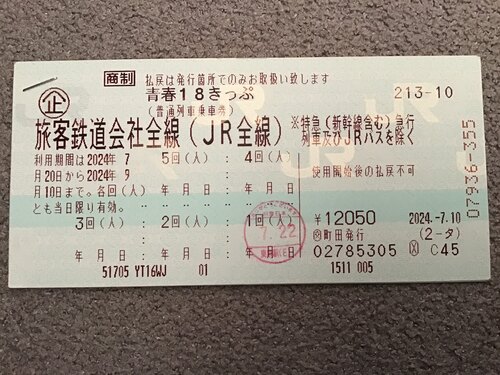 商制 払戻は発行箇所でのみお取扱い致します
青春18きっぷ 213-10
企 (普通列車乗車券)
旅客鉄道会社全線(JR全線) ※特急(新幹線含む)急行
列車及びJRバスを除く
利用期間は2024年 7 5回(人) : 4回(人) :
月20日から2024年 9 使用開始後の払戻不可
月10日まで。各回(人) 年 月 日 年 月 日
とも当日限り有効。
3回(人) : 2回(人) : 1回(人) : ¥12050 2024.-7.10
町田発行 (2-タ)
年 月 日 年 月 日 年 月 日 02785305 C45
51705 YT16WJ 01 1511 005
07936-355
7.22